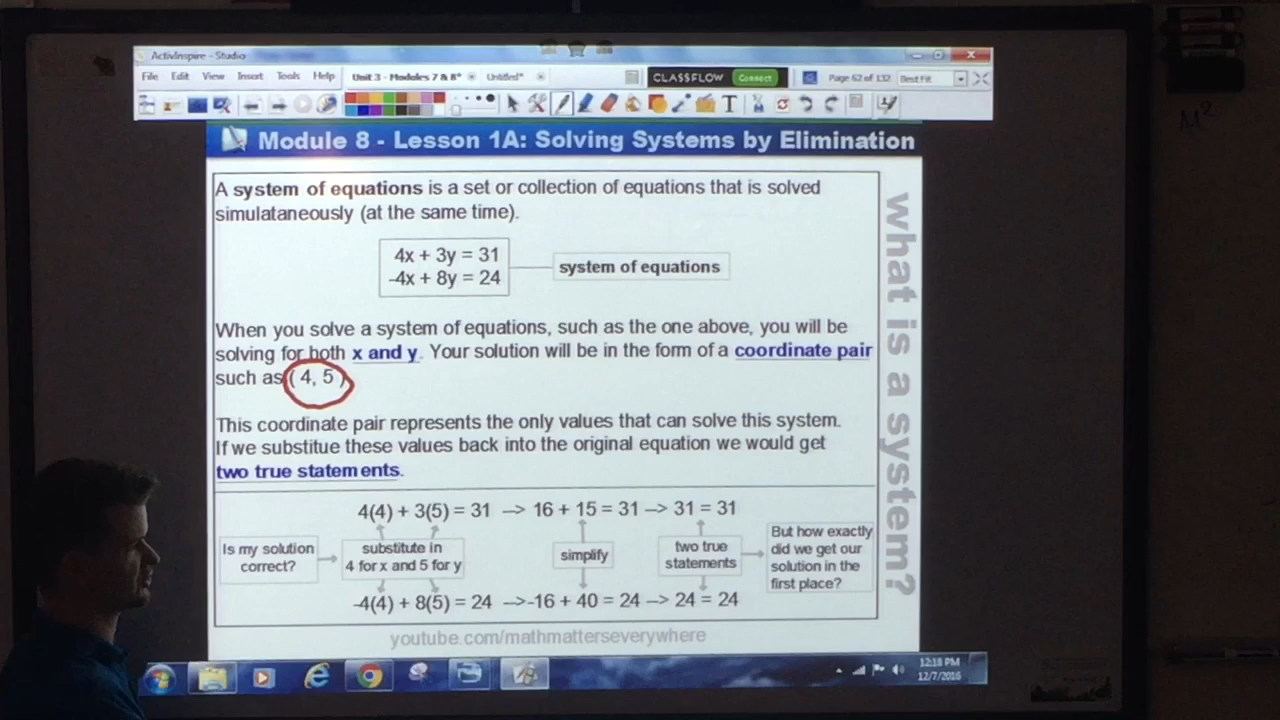 ActivInspire - Studio
File Edit View Insert Tools Help Unit 3 - Modules 7 & 8* Untitled* CLASSFLOW Connect Page 62 of 132 Best Fit
Module 8 - Lesson 1A: Solving Systems by Elimination
A system of equations is a set or collection of equations that is solved
simulataneously (at the same time).
4x + 3y = 31
-4x + 8y = 24
system of equations
When you solve a system of equations, such as the one above, you will be
solving for both x and y. Your solution will be in the form of a coordinate pair
such as ( 4, 5 )
This coordinate pair represents the only values that can solve this system.
If we substitue these values back into the original equation we would get
two true statements.
4(4) + 3(5) = 31 --> 16 + 15 = 31 --> 31 = 31
Is my solution
correct?
substitute in
4 for x and 5 for y
simplify
two true
statements
But how exactly
did we get our
solution in the
first place?
-4(4) + 8(5) = 24 -->-16 + 40 = 24 --> 24 = 24
youtube.com/mathmatterseverywhere
what is a system?
12:18 PM
12/7/2016
M²